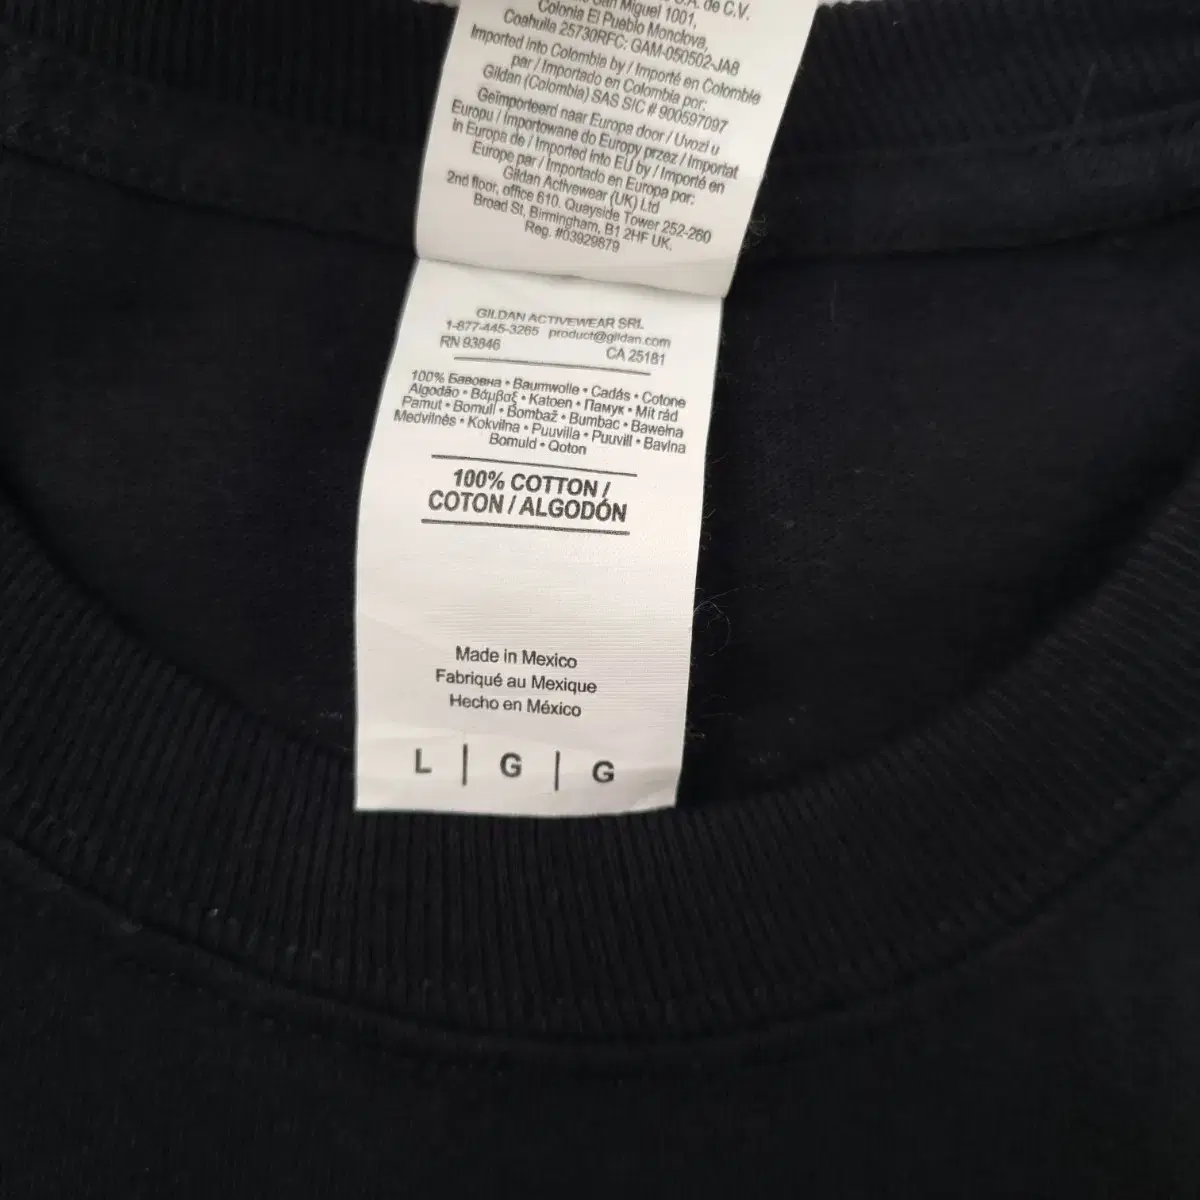 S.A. de C.V.
San Miguel 1001,
Colonia El Pueblo Monclova,
Coahuila 25730RFC: GAM-050502-JA8
Imported into Colombia by / Importé en Colombie
par / Importado en Colombia por:
Gildan (Colombia) SAS SIC # 900597097
Geïmporteerd naar Europa door / Uvozi u
Europu / Importowane do Europy przez / Importat
in Europa de / Imported into EU by / Importé en
Europe par / Importado en Europa por:
Gildan Activewear (UK) Ltd
2nd floor, office 610. Quayside Tower 252-260
Broad St, Birmingham, B1 2HF UK.
Reg. #03929879
GILDAN ACTIVEWEAR SRL
1-877-445-3265 product@gildan.com
RN 93846 CA 25181
100% Бавовна • Baumwolle • Cadás • Cotone
Algodão • Βάμβαξ • Katoen • Памук • Mit rád
Pamut • Bomull • Bombaž • Bumbac • Bawełna
Medvilnės • Kokvilna • Puuvilla • Puuvill • Bavlna
Bomuld • Qoton
100% COTTON /
COTON / ALGODÓN
Made in Mexico
Fabriqué au Mexique
Hecho en México
L | G | G